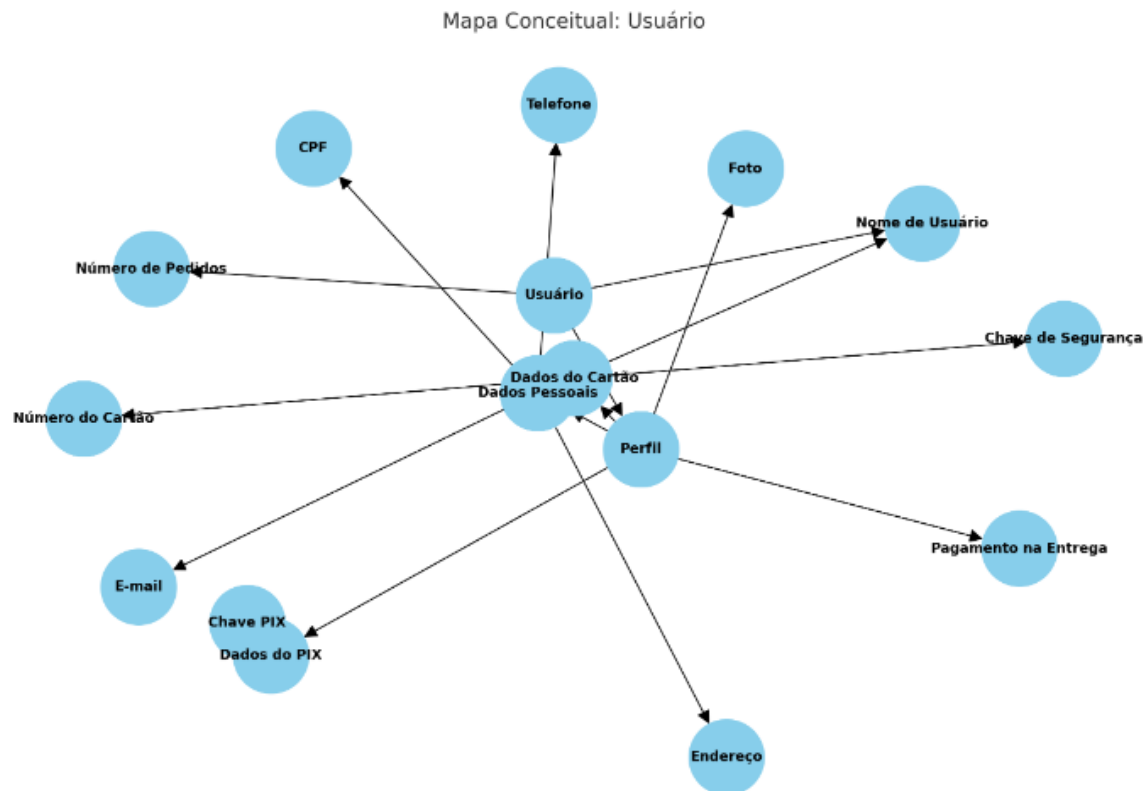 Mapa Conceitual: Usuário
Telefone
CPF
Foto
Nome de Usuário
Número de Pedidos
Usuário
Chave de Segurança
Dados do Cartão
Dados Pessoais
Número do Cartão
Perfil
Pagamento na Entrega
E-mail
Chave PIX
Dados do PIX
Endereço